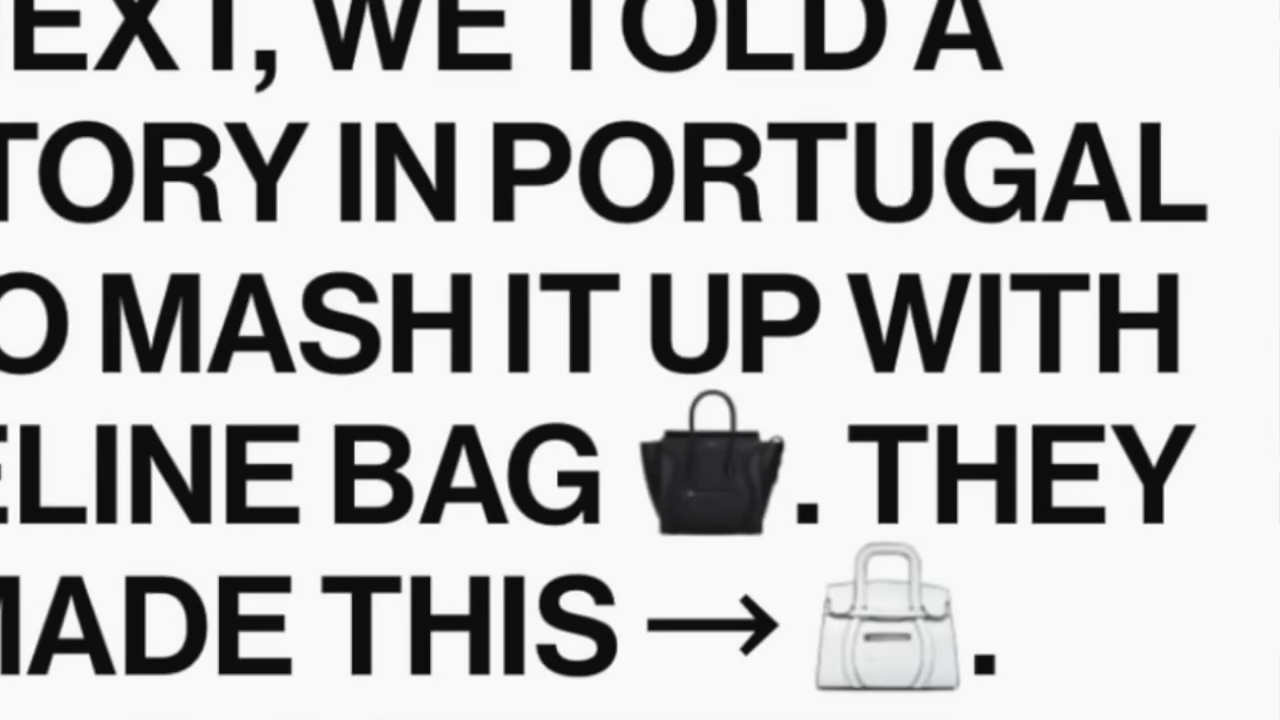 EXT, WE TOLD A
TORY IN PORTUGAL
O MASH IT UP WITH
ELINE BAG . THEY
MADE THIS → .